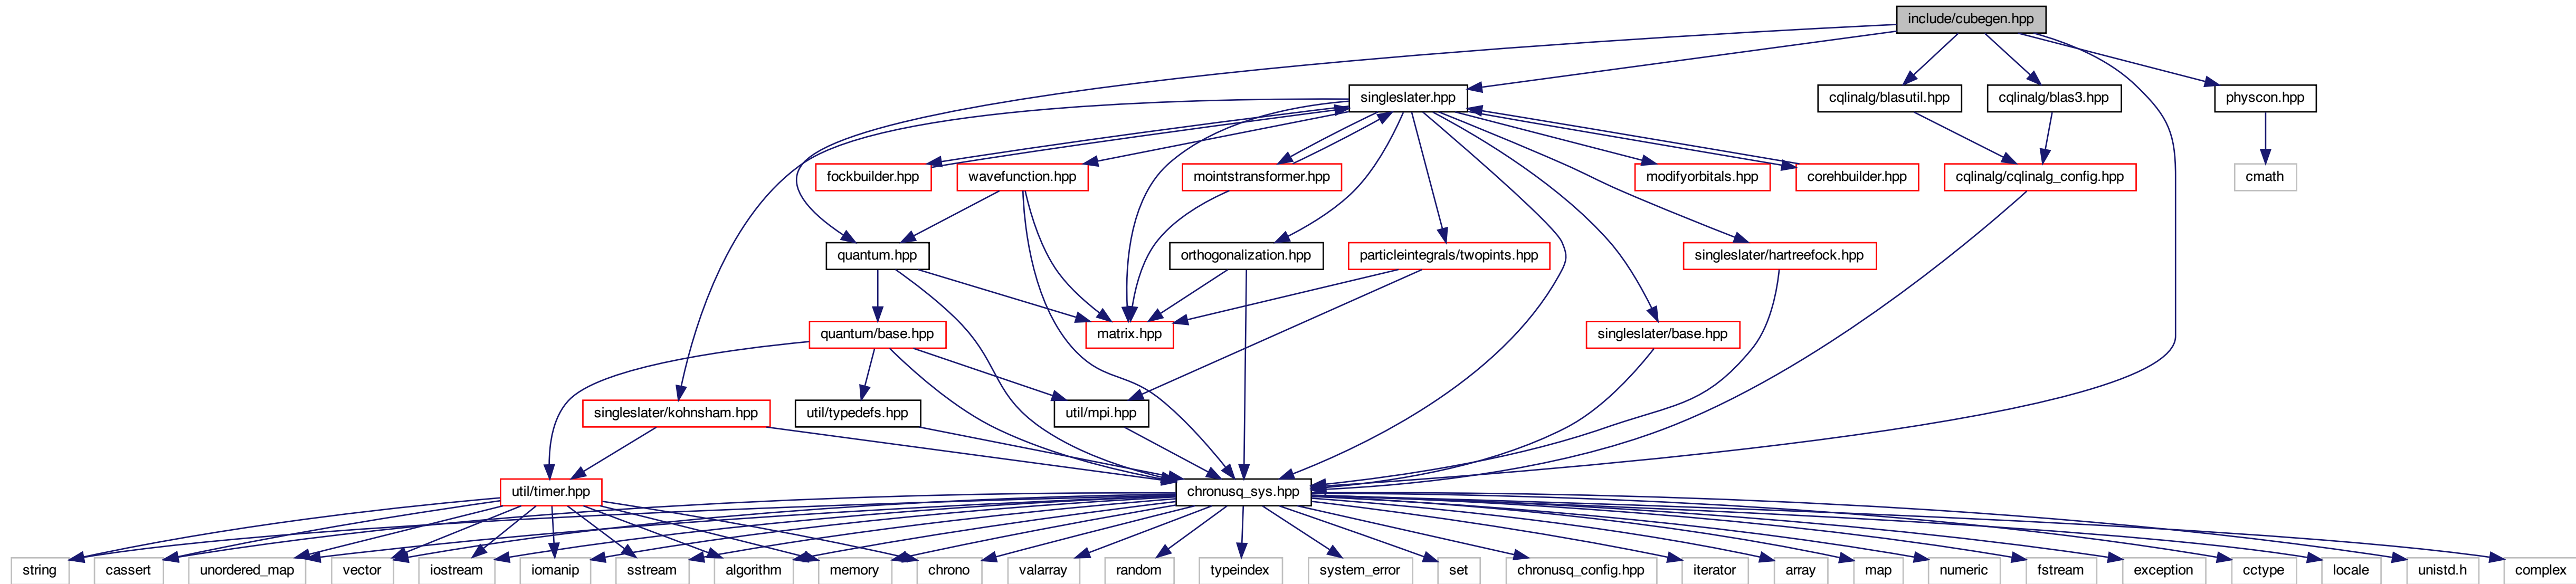 include/cubegen.hpp
singleslater.hpp
cqlinalg/blasutil.hpp
cqlinalg/blas3.hpp
physcon.hpp
fockbuilder.hpp
wavefunction.hpp
mointstransformer.hpp
modifyorbitals.hpp
corehbuilder.hpp
cqlinalg/cqlinalg_config.hpp
cmath
quantum.hpp
orthogonalization.hpp
particleintegrals/twopints.hpp
singleslater/hartreefock.hpp
quantum/base.hpp
matrix.hpp
singleslater/base.hpp
singleslater/kohnsham.hpp
util/typedefs.hpp
util/mpi.hpp
util/timer.hpp
chronusq_sys.hpp
string
cassert
unordered_map
vector
iostream
iomanip
sstream
algorithm
memory
chrono
valarray
random
typeindex
system_error
set
chronusq_config.hpp
iterator
array
map
numeric
fstream
exception
cctype
locale
unistd.h
complex